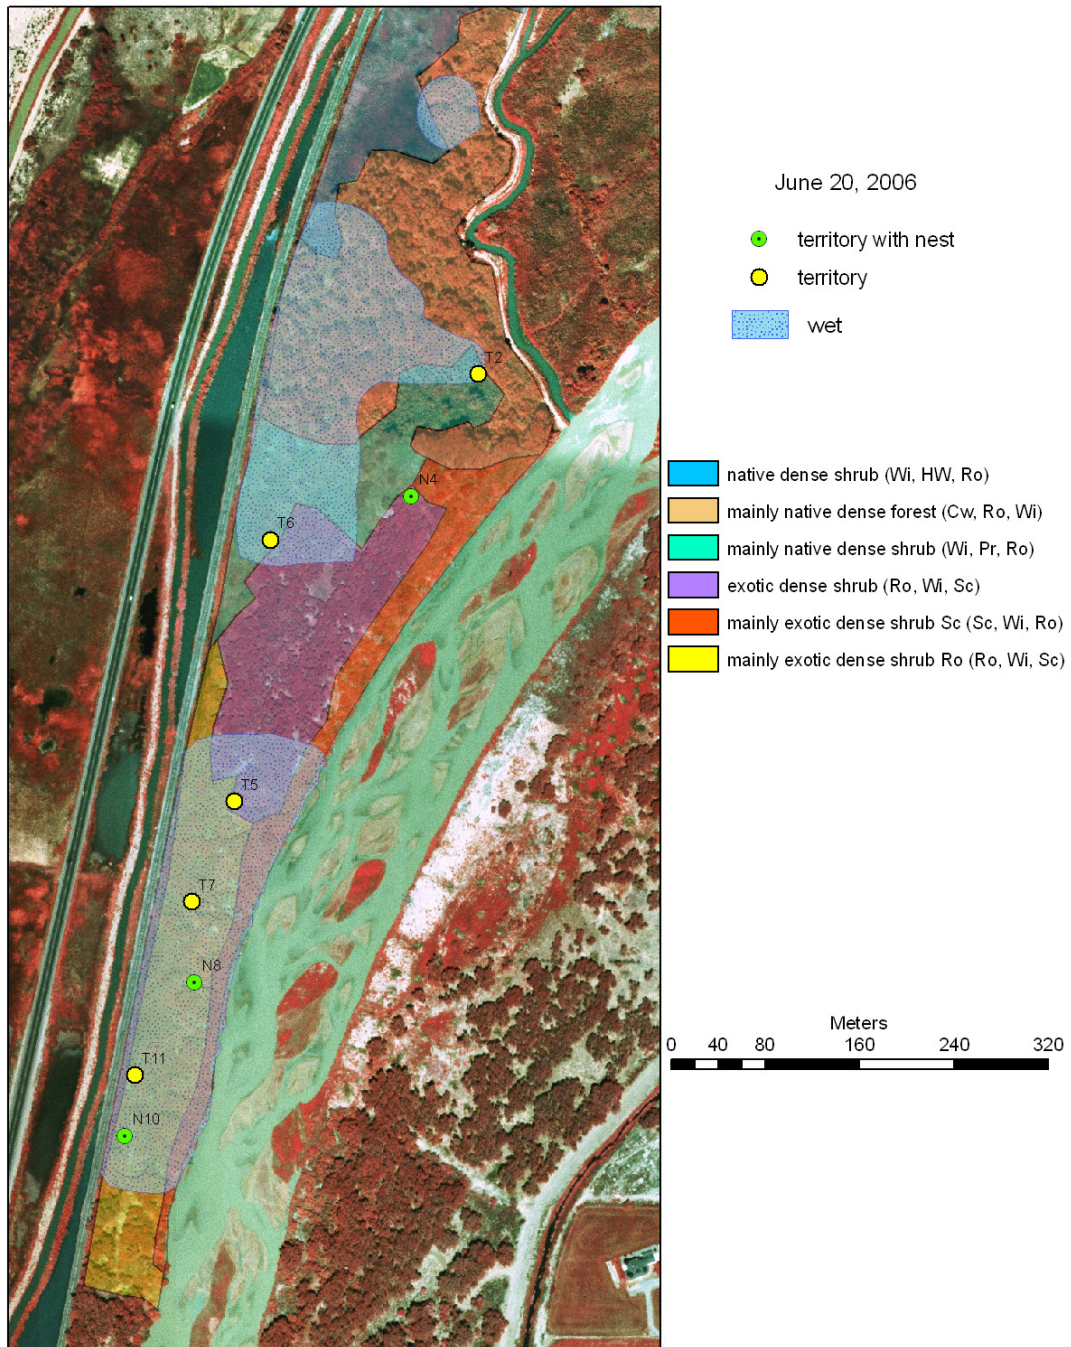 June 20, 2006
territory with nest
territory
wet
T2
N4
T6
native dense shrub (Wi, HW, Ro)
mainly native dense forest (Cw, Ro, Wi)
mainly native dense shrub (Wi, Pr, Ro)
exotic dense shrub (Ro, Wi, Sc)
mainly exotic dense shrub Sc (Sc, Wi, Ro)
mainly exotic dense shrub Ro (Ro, Wi, Sc)
T5
T7
N8
T11
N10
Meters
0 40 80 160 240 320